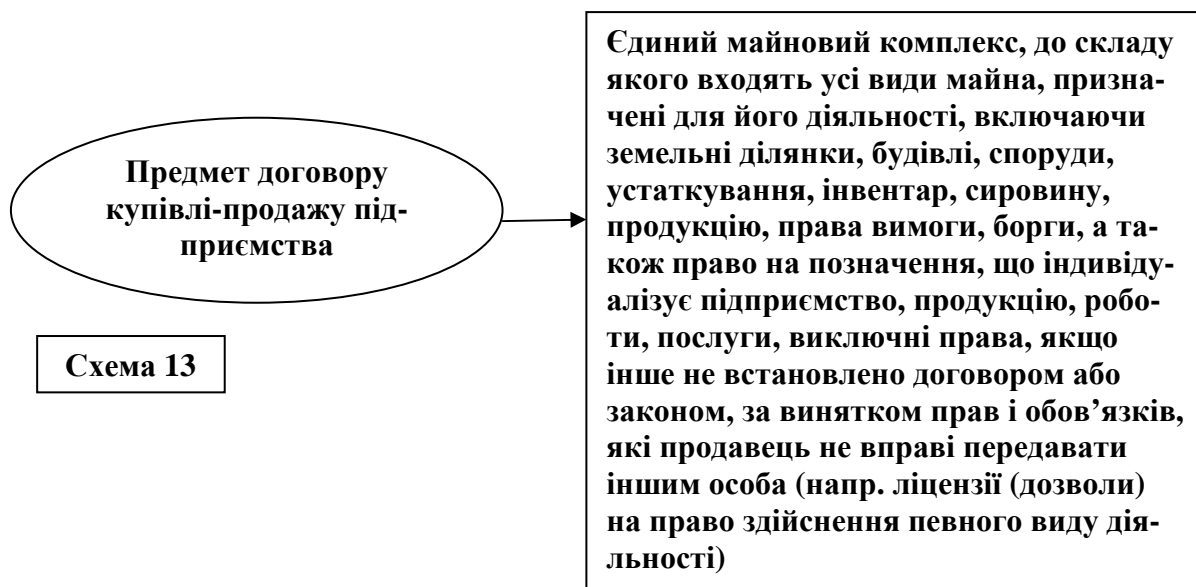 Предмет договору
купівлі-продажу під-
приємства
Схема 13
Єдиний майновий комплекс, до складу
якого входять усі види майна, призна-
чені для його діяльності, включаючи
земельні ділянки, будівлі, споруди,
устаткування, інвентар, сировину,
продукцію, права вимоги, борги, а та-
кож право на позначення, що індивіду-
алізує підприємство, продукцію, робо-
ти, послуги, виключні права, якщо
інше не встановлено договором або
законом, за винятком прав і обов’язків,
які продавець не вправі передавати
іншим особа (напр. ліцензії (дозволи)
на право здійснення певного виду дія-
льності)